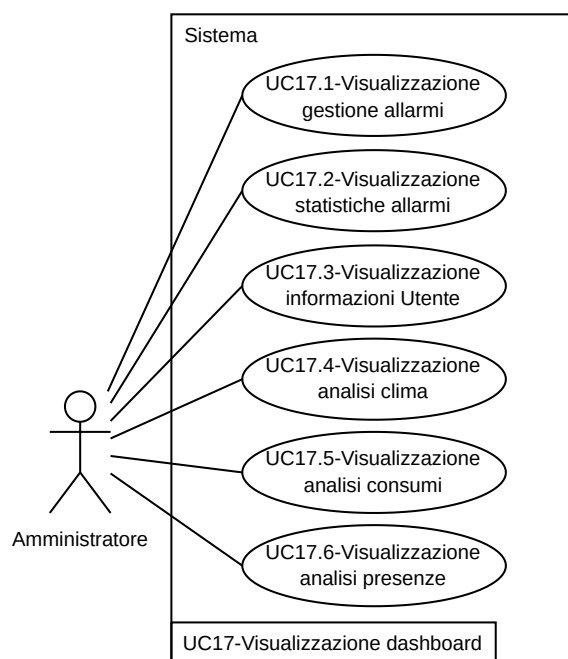 Sistema
UC17.1-Visualizzazione
gestione allarmi
UC17.2-Visualizzazione
statistiche allarmi
UC17.3-Visualizzazione
informazioni Utente
UC17.4-Visualizzazione
analisi clima
UC17.5-Visualizzazione
analisi consumi
Amministratore
UC17.6-Visualizzazione
analisi presenze
UC17-Visualizzazione dashboard